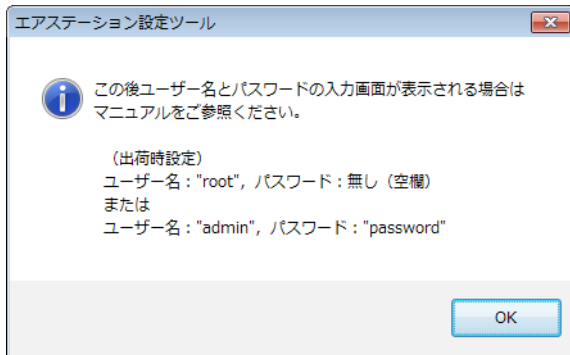 エアステーション設定ツール
この後ユーザー名とパスワードの入力画面が表示される場合は
マニュアルをご参照ください。
（出荷時設定）
ユーザー名："root", パスワード：無し（空欄）
または
ユーザー名："admin", パスワード："password"
OK